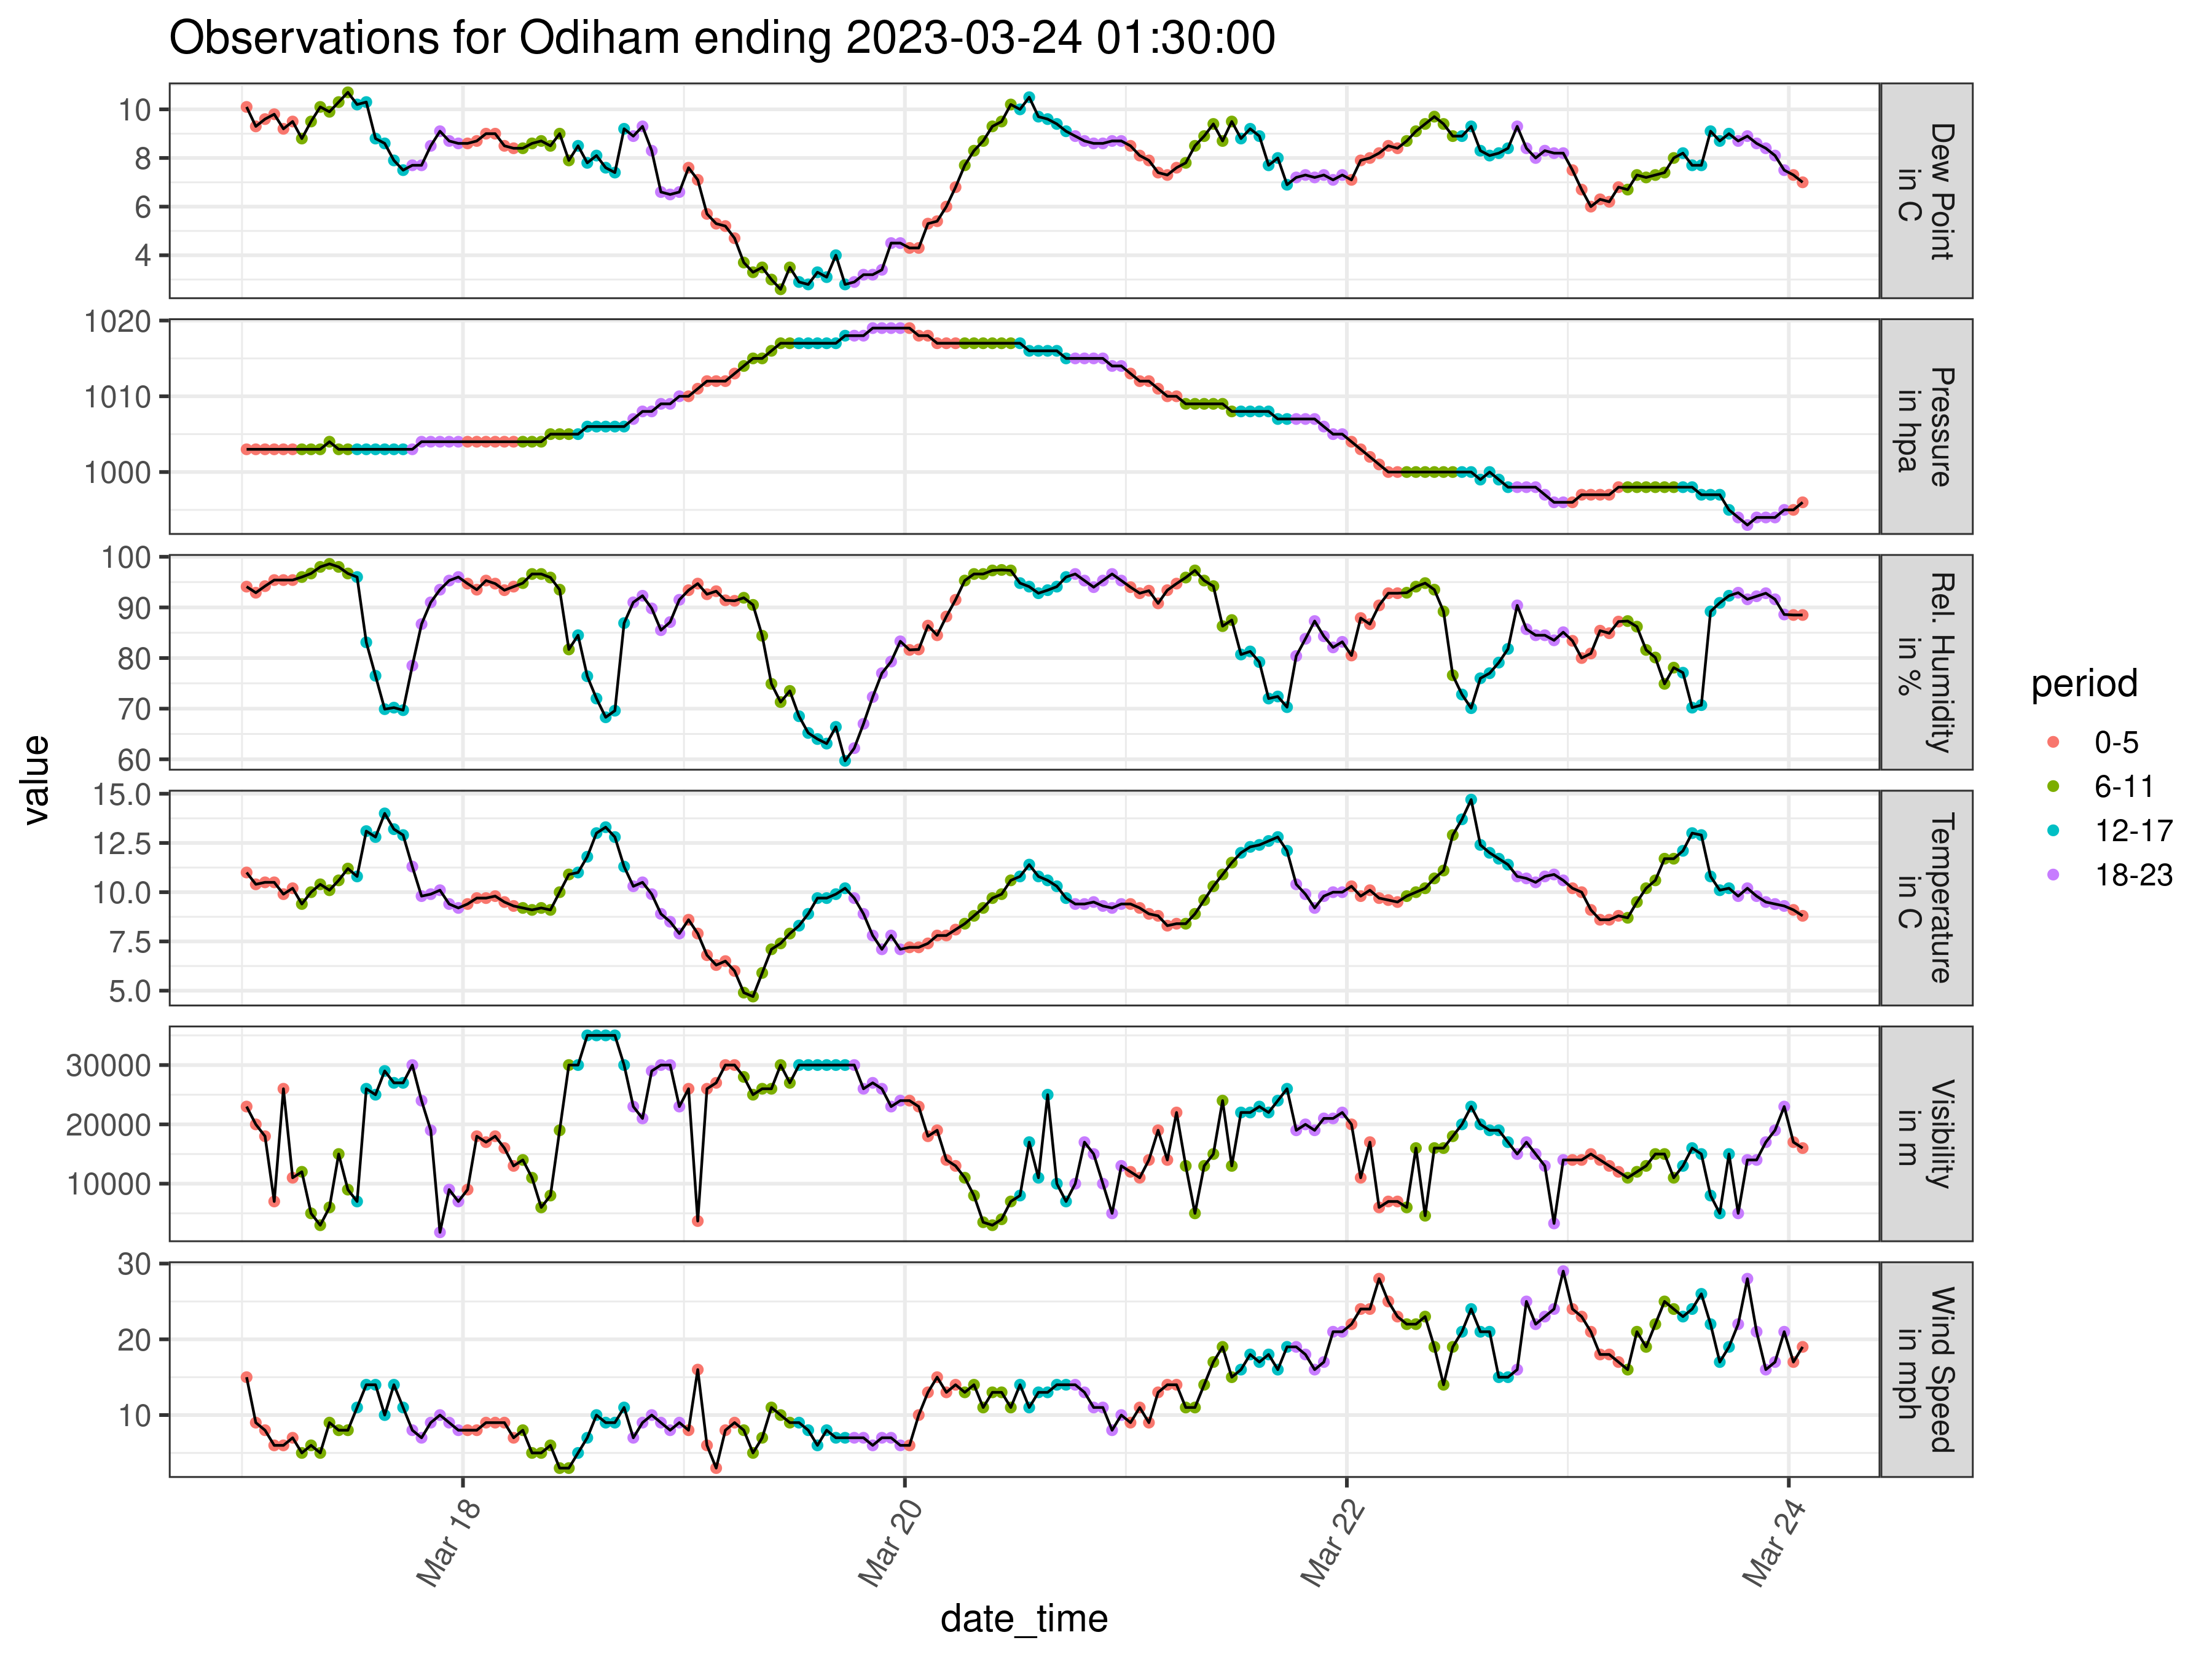 Observations for Odiham ending 2023-03-24 01:30:00
value
10
8
6
4
Dew Point
in C
1020
1010
1000
Pressure
in hpa
100
90
80
70
60
Rel. Humidity
in %
15.0
12.5
10.0
7.5
5.0
Temperature
in C
30000
20000
10000
Visibility
in m
30
20
10
Wind Speed
in mph
Mar 18
Mar 20
Mar 22
Mar 24
date_time
period
0-5
6-11
12-17
18-23